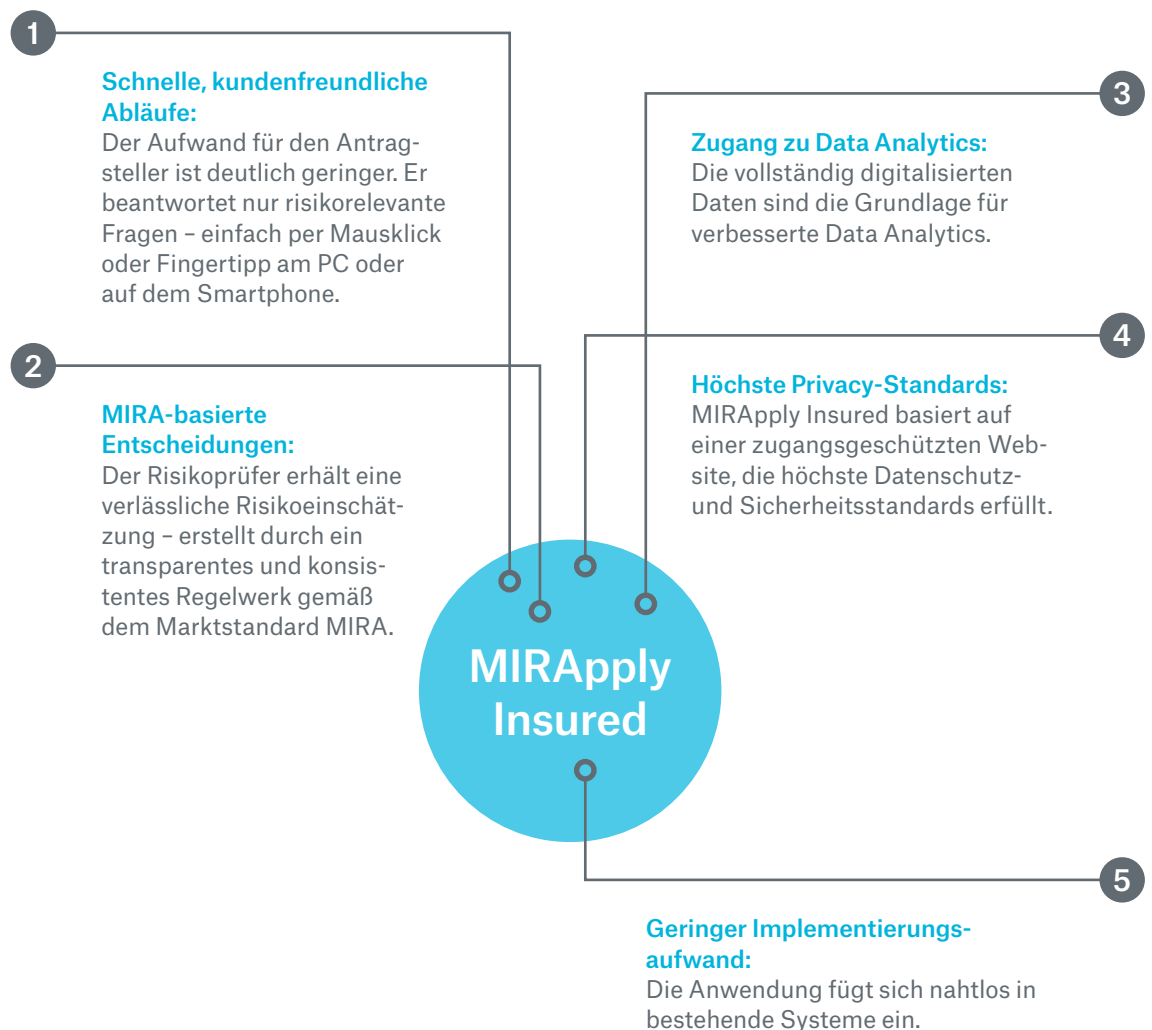 1
Schnelle, kundenfreundliche
Abläufe:
Der Aufwand für den Antrag-
steller ist deutlich geringer. Er
beantwortet nur risikorelevante
Fragen – einfach per Mausklick
oder Fingertipp am PC oder
auf dem Smartphone.
2
MIRA-basierte
Entscheidungen:
Der Risikoprüfer erhält eine
verlässliche Risikoeinschät-
zung – erstellt durch ein
transparentes und konsis-
tentes Regelwerk gemäß
dem Marktstandard MIRA.
3
Zugang zu Data Analytics:
Die vollständig digitalisierten
Daten sind die Grundlage für
verbesserte Data Analytics.
4
Höchste Privacy-Standards:
MIRApply Insured basiert auf
einer zugangsgeschützten Web-
site, die höchste Datenschutz-
und Sicherheitsstandards erfüllt.
MIRApply
Insured
5
Geringer Implementierungs-
aufwand:
Die Anwendung fügt sich nahtlos in
bestehende Systeme ein.